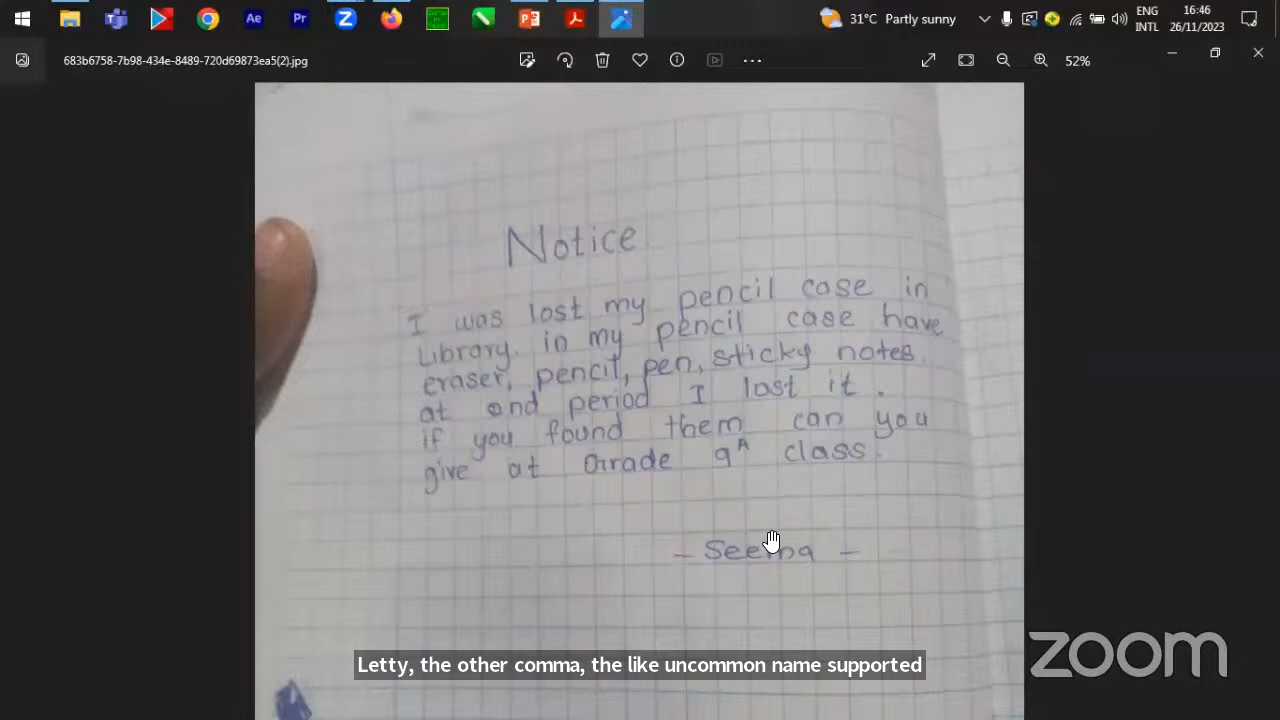 31°C Partly sunny
ENG
INTL
16:46
26/11/2023
683b6758-7b98-434e-8489-720d69873ea5(2).jpg
52%
Notice
I was lost my pencil case in
Library. in my pencil case have
eraser, pencil, pen, sticky notes.
at 2nd period I lost it.
if you found them can you
give at Grade 9A class.
- Seetha -
Letty, the other comma, the like uncommon name supported
zoom